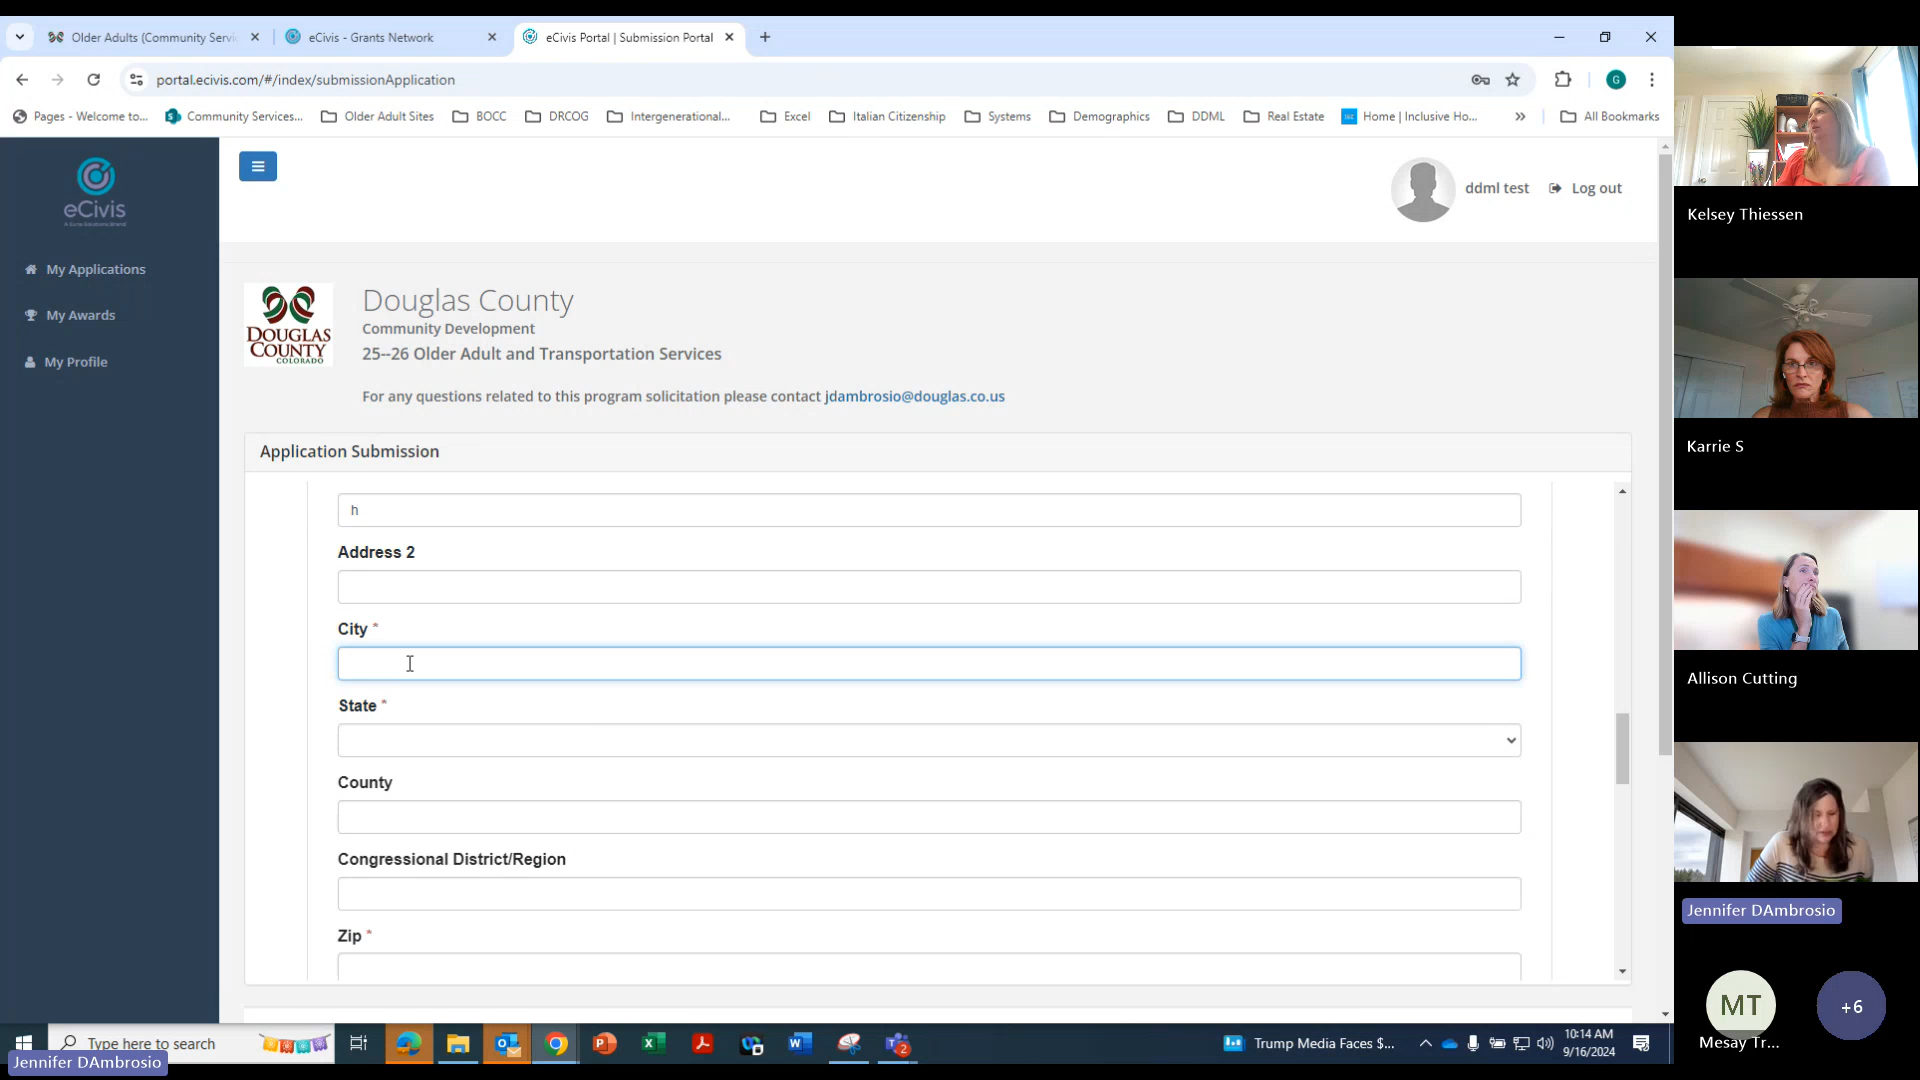 Older Adults (Community Servi
eCivis - Grants Network
eCivis Portal | Submission Portal
portal.ecivis.com/#/index/submissionApplication
G
Pages - Welcome to...
Community Services...
Older Adult Sites
BOCC
DRCOG
Intergenerational...
Excel
Italian Citizenship
Systems
Demographics
DDML
Real Estate
Home | Inclusive Ho...
All Bookmarks
eCivis
ddml test
Log out
My Applications
My Awards
My Profile
DOUGLAS
COUNTY
COLORADO
Douglas County
Community Development
25--26 Older Adult and Transportation Services
For any questions related to this program solicitation please contact jdambrosio@douglas.co.us
Application Submission
h
Address 2
City *
State *
County
Congressional District/Region
Zip *
Type here to search
Trump Media Faces $...
10:14 AM
9/16/2024
Jennifer DAmbrosio
Kelsey Thiessen
Karrie S
Allison Cutting
Jennifer DAmbrosio
MT
+6
Mesay Tr...